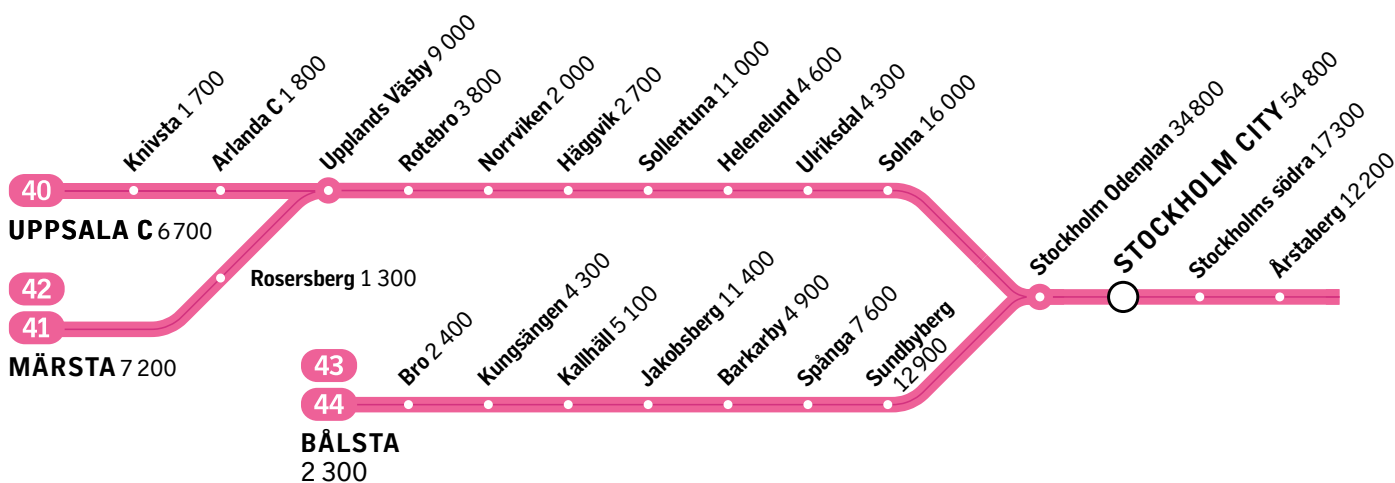 Knivsta 1 700
Arlanda C 1 800
Upplands Väsby 9 000
Rotebro 3 800
Norrviken 2 000
Häggvik 2 700
Sollentuna 11 000
Helenelund 4 600
Ulriksdal 4 300
Solna 16 000
Stockholm Odenplan 34 800
STOCKHOLM CITY 54 800
Stockholms södra 17 300
Årstaberg 12 200
40
UPPSALA C 6 700
42
41
MÄRSTA 7 200
Rosersberg 1 300
43
44
BÅLSTA
2 300
Bro 2 400
Kungsängen 4 300
Kallhäll 5 100
Jakobsberg 11 400
Barkarby 4 900
Spånga 7 600
Sundbyberg
12 900